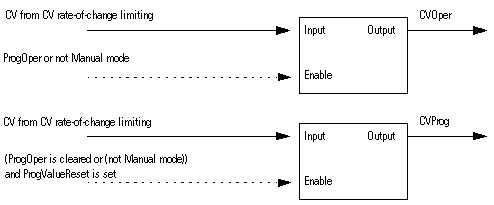 CV from CV rate-of-change limiting
CVOper
Input
Output
ProgOper or not Manual mode
Enable
CV from CV rate-of-change limiting
CVProg
Input
Output
(ProgOper is cleared or (not Manual mode))
and ProgValueReset is set
Enable